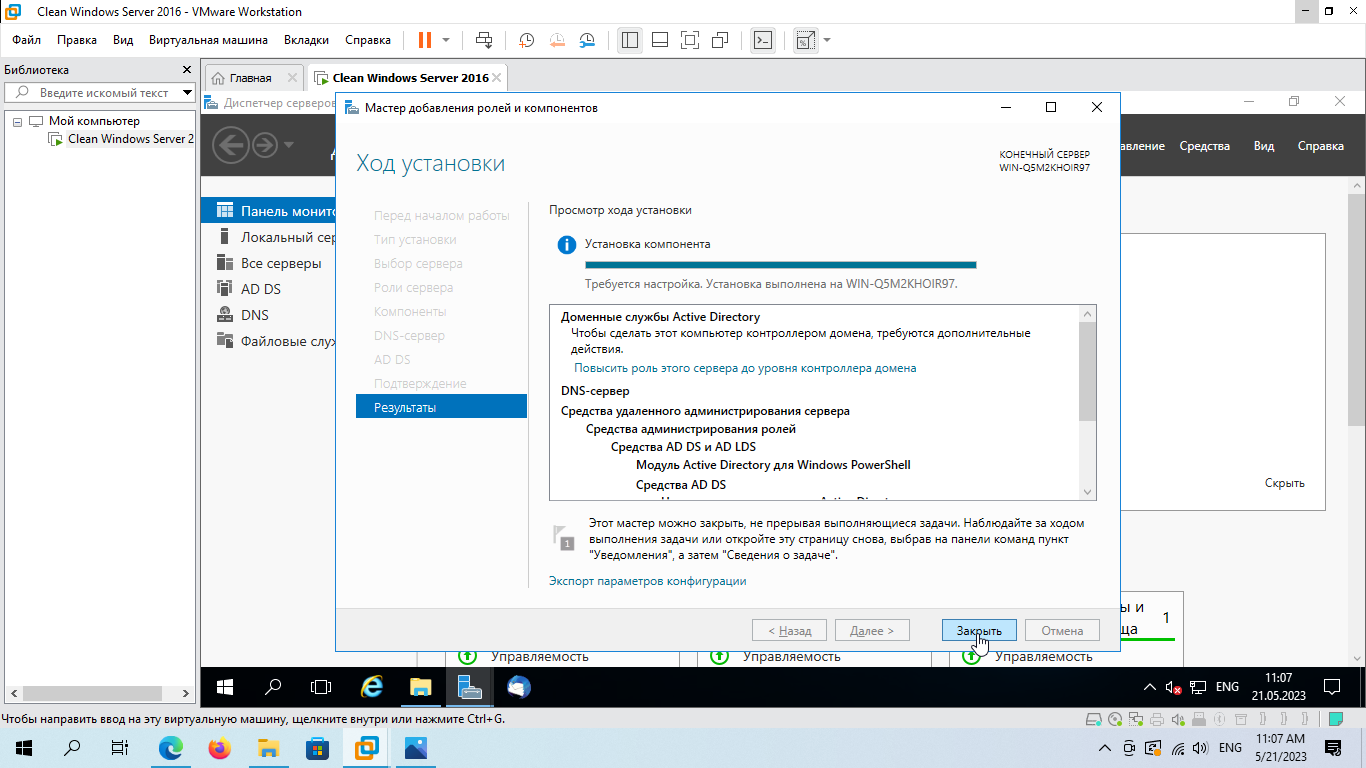 Clean Windows Server 2016 - VMware Workstation
Файл Правка Вид Виртуальная машина Вкладки Справка
Библиотека
Введите искомый текст
Мой компьютер
Clean Windows Server 2
Главная
Clean Windows Server 2016
Диспетчер серверов
Мастер добавления ролей и компонентов
авление Средства Вид Справка
Ход установки
КОНЕЧНЫЙ СЕРВЕР
WIN-Q5M2KHOIR97
Панель монито
Локальный сер
Все серверы
AD DS
DNS
Файловые служ
Перед началом работы
Тип установки
Выбор сервера
Роли сервера
Компоненты
DNS-сервер
AD DS
Подтверждение
Результаты
Просмотр хода установки
Установка компонента
Требуется настройка. Установка выполнена на WIN-Q5M2KHOIR97.
Доменные службы Active Directory
Чтобы сделать этот компьютер контроллером домена, требуются дополнительные
действия.
Повысить роль этого сервера до уровня контроллера домена
DNS-сервер
Средства удаленного администрирования сервера
Средства администрирования ролей
Средства AD DS и AD LDS
Модуль Active Directory для Windows PowerShell
Средства AD DS
1
Этот мастер можно закрыть, не прерывая выполняющиеся задачи. Наблюдайте за ходом
выполнения задачи или откройте эту страницу снова, выбрав на панели команд пункт
"Уведомления", а затем "Сведения о задаче".
Экспорт параметров конфигурации
< Назад Далее > Закрыть Отмена
Скрыть
ы и
ща
1
Управляемость Управляемость Управляемость
ENG
11:07
21.05.2023
Чтобы направить ввод на эту виртуальную машину, щелкните внутри или нажмите Ctrl+G.
ENG
11:07 AM
5/21/2023